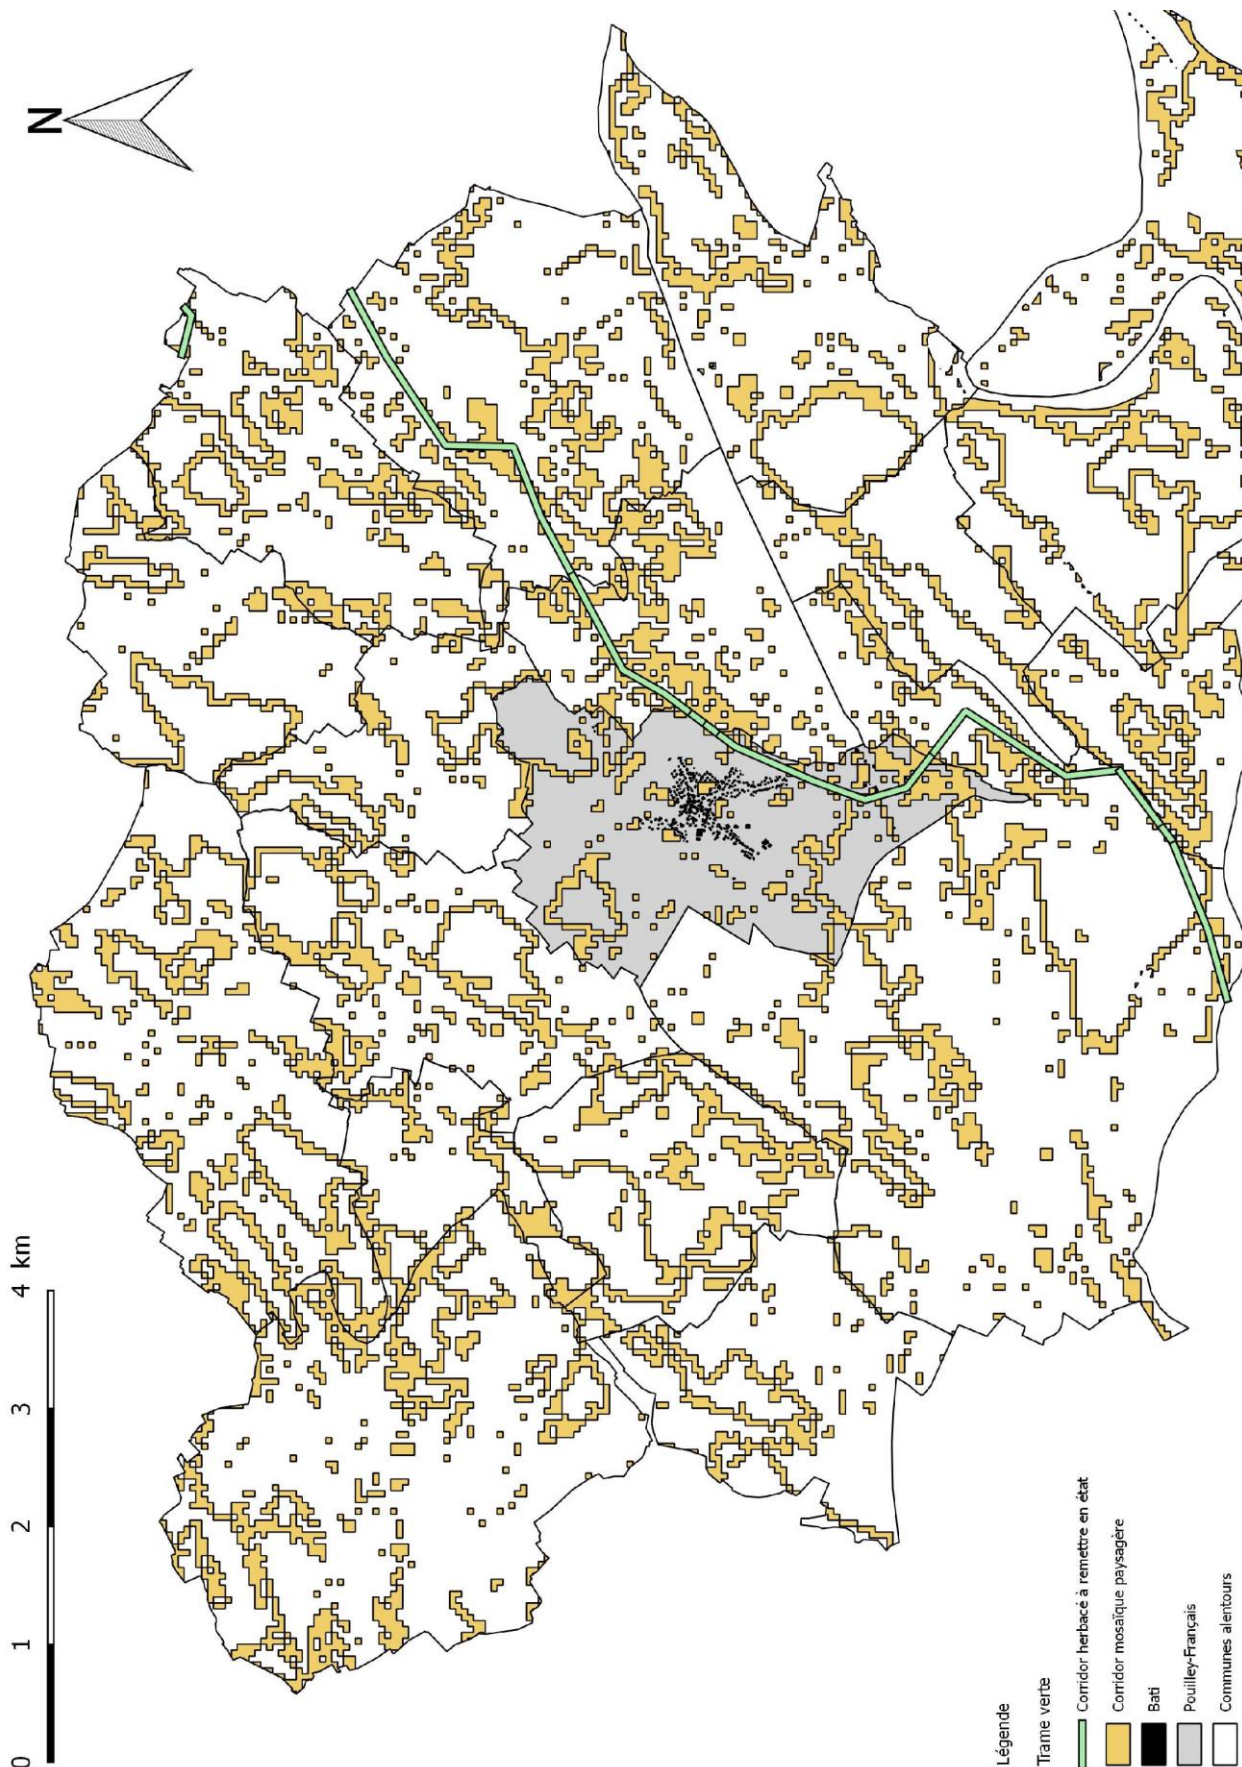 N
0 1 2 3 4 km
Légende
Trame verte
Corridor herbacé à remettre en état
Corridor mosaïque paysagère
Bati
Pouilley-Français
Communes alentours